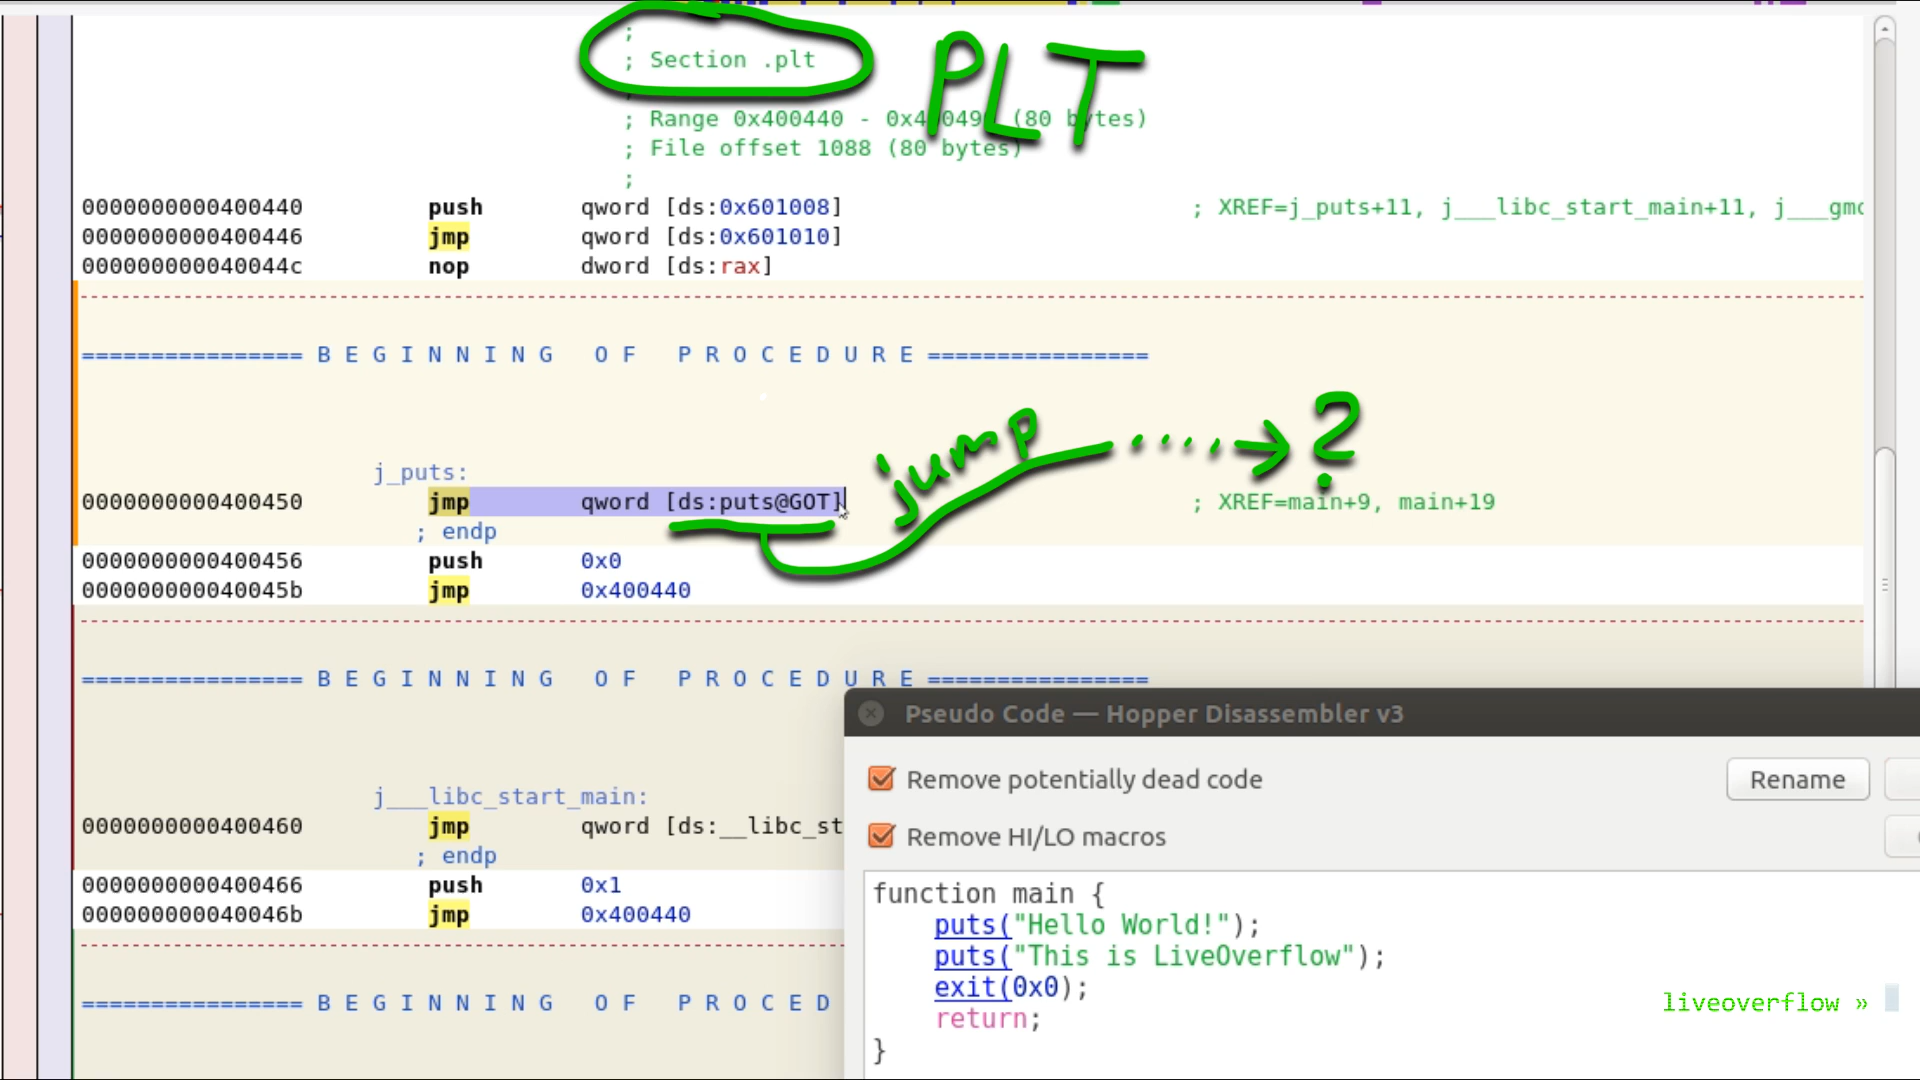 ;
; Section .plt
PLT
;
; Range 0x400440 - 0x40049 (80 bytes)
; File offset 1088 (80 bytes)
;
0000000000400440 push qword [ds:0x601008] ; XREF=j_puts+11, j___libc_start_main+11, j___gmo
0000000000400446 jmp qword [ds:0x601010]
000000000040044c nop dword [ds:rax]
================ B E G I N N I N G   O F   P R O C E D U R E ================
jump ....→ ?
j_puts:
0000000000400450 jmp qword [ds:puts@GOT] ; XREF=main+9, main+19
; endp
0000000000400456 push 0x0
000000000040045b jmp 0x400440
================ B E G I N N I N G   O F   P R O C E D U R E ================
j___libc_start_main:
0000000000400460 jmp qword [ds:__libc_st
; endp
0000000000400466 push 0x1
000000000040046b jmp 0x400440
================ B E G I N N I N G   O F   P R O C E D
Pseudo Code — Hopper Disassembler v3
Remove potentially dead code
Rename
Remove HI/LO macros
function main {
puts("Hello World!");
puts("This is LiveOverflow");
exit(0x0);
return;
}
liveoverflow »